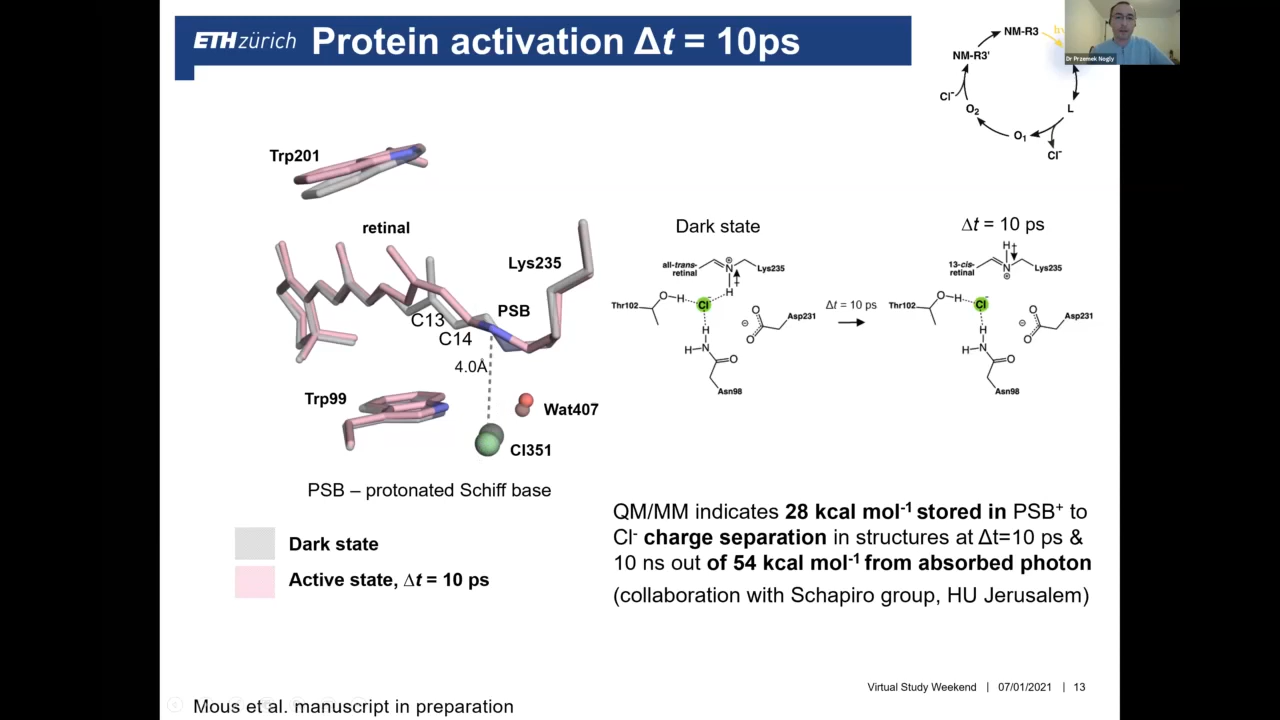 ETH zürich Protein activation Δt = 10ps
NM-R3
NM-R3'
Cl⁻
O₂
L
O₁
Cl⁻
Dr Przemek Nogly
Trp201
retinal
Lys235
C13
PSB
C14
4.0Å
Trp99
Wat407
Cl351
PSB – protonated Schiff base
Dark state
Active state, Δt = 10 ps
Dark state
all-trans-
retinal
N
H
Lys235
Thr102
O
H
Cl⁻
O
O
Asp231
H
H
N
O
Asn98
Δt = 10 ps
Δt = 10 ps
H
13-cis-
retinal
N
Lys235
Thr102
O
H
Cl⁻
O
O
Asp231
H
H
N
O
Asn98
QM/MM indicates 28 kcal mol⁻¹ stored in PSB⁺ to
Cl⁻ charge separation in structures at Δt=10 ps &
10 ns out of 54 kcal mol⁻¹ from absorbed photon
(collaboration with Schapiro group, HU Jerusalem)
Virtual Study Weekend | 07/01/2021 | 13
Mous et al. manuscript in preparation